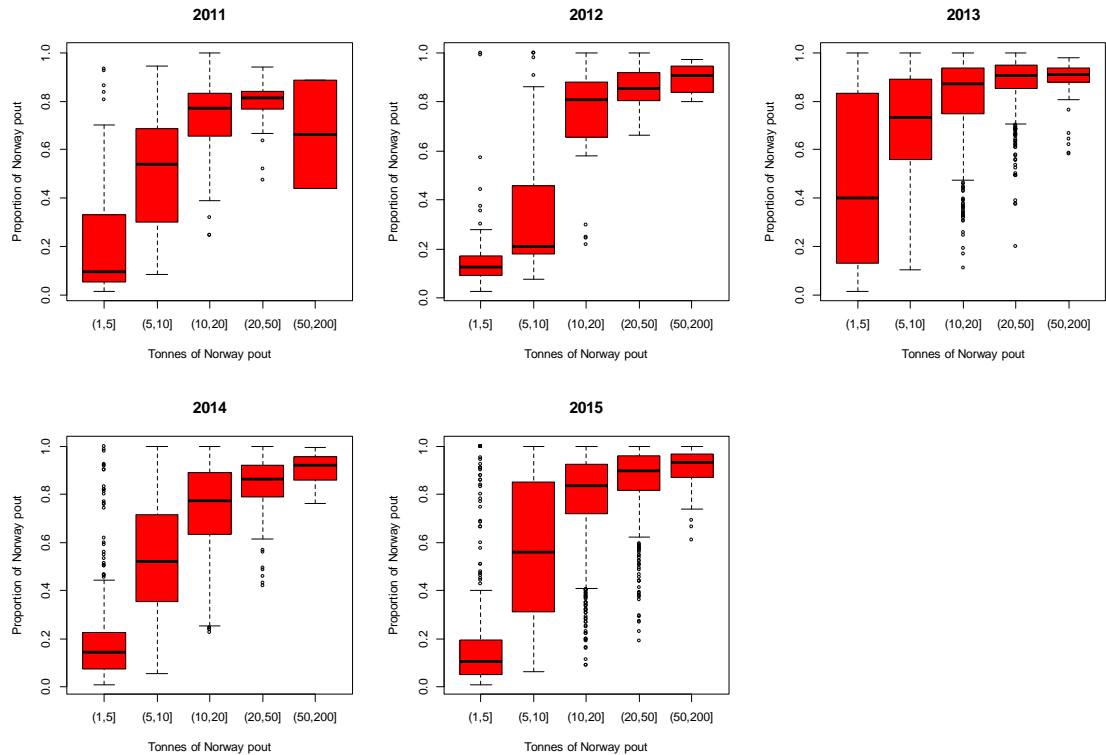 2011
Proportion of Norway pout
0.0 0.2 0.4 0.6 0.8 1.0
(1,5] (5,10] (10,20] (20,50] (50,200]
Tonnes of Norway pout
2012
Proportion of Norway pout
0.0 0.2 0.4 0.6 0.8 1.0
(1,5] (5,10] (10,20] (20,50] (50,200]
Tonnes of Norway pout
2013
Proportion of Norway pout
0.0 0.2 0.4 0.6 0.8 1.0
(1,5] (5,10] (10,20] (20,50] (50,200]
Tonnes of Norway pout
2014
Proportion of Norway pout
0.0 0.2 0.4 0.6 0.8 1.0
(1,5] (5,10] (10,20] (20,50] (50,200]
Tonnes of Norway pout
2015
Proportion of Norway pout
0.0 0.2 0.4 0.6 0.8 1.0
(1,5] (5,10] (10,20] (20,50] (50,200]
Tonnes of Norway pout